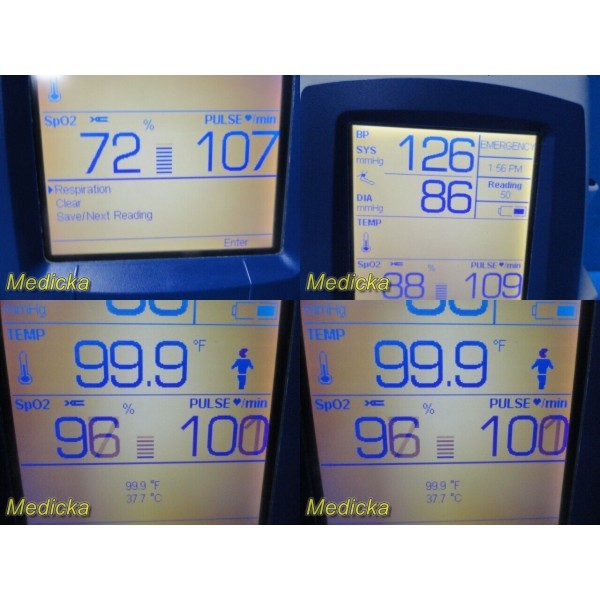 SpO2 % PULSE ♥/min
72 107
▶Respiration
Clear
Save/Next Reading
Enter
Medicka
BP
SYS
mmHg
126
EMERGENCY
1:56 PM
Reading
50
86
DIA
mmHg
TEMP
SpO2 % PULSE♥/min
109
Medicka
mmHg
TEMP
99.9 °F
SpO2 % PULSE♥/min
100
99.9 °F
37.7 °C
Medicka
mmHg
TEMP
99.9 °F
SpO2 % PULSE♥/min
100
99.9 °F
37.7 °C
Medicka